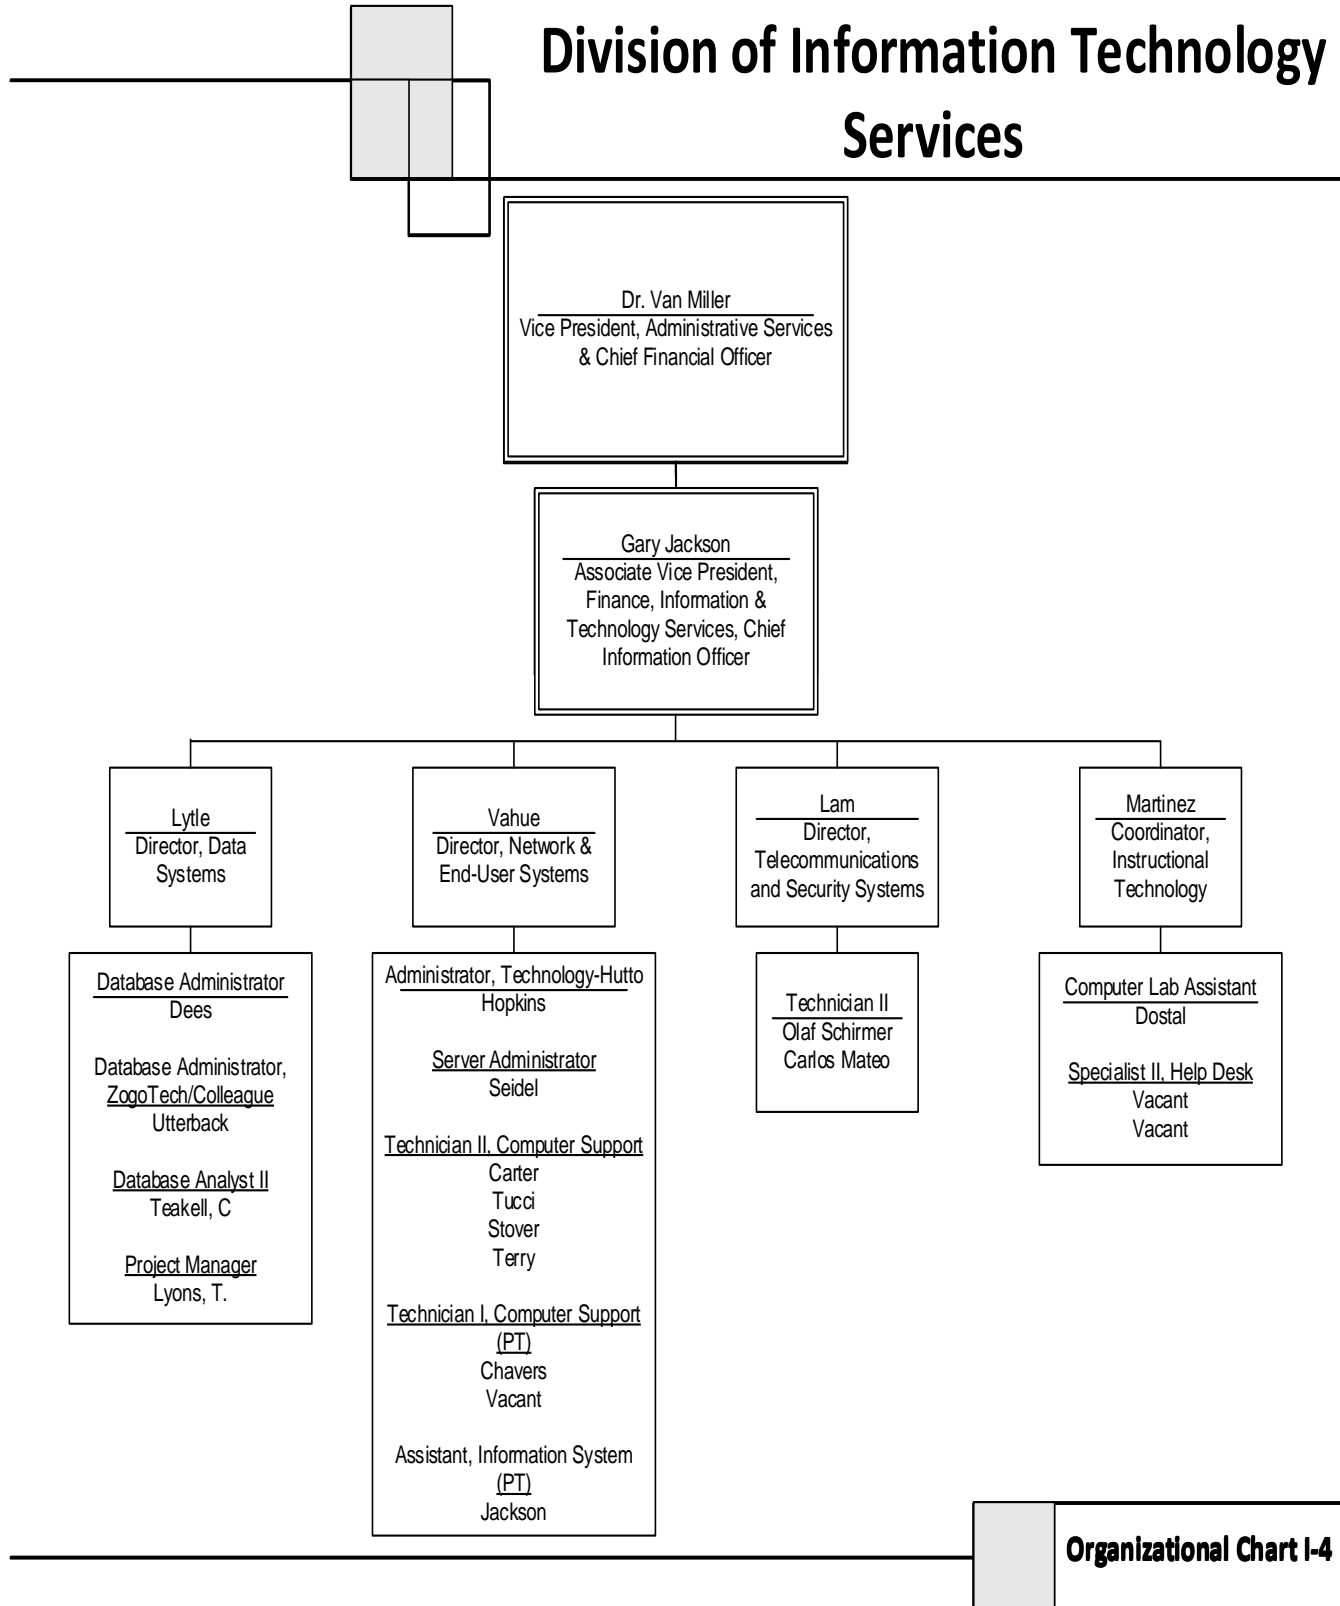 Division of Information Technology
Services
Dr. Van Miller
Vice President, Administrative Services
& Chief Financial Officer
Gary Jackson
Associate Vice President,
Finance, Information &
Technology Services, Chief
Information Officer
Lytle
Director, Data
Systems
Vahue
Director, Network &
End-User Systems
Lam
Director,
Telecommunications
and Security Systems
Martinez
Coordinator,
Instructional
Technology
Database Administrator
Dees
Database Administrator,
ZogoTech/Colleague
Utterback
Database Analyst II
Teakell, C
Project Manager
Lyons, T.
Administrator, Technology-Hutto
Hopkins
Server Administrator
Seidel
Technician II, Computer Support
Carter
Tucci
Stover
Terry
Technician I, Computer Support
(PT)
Chavers
Vacant
Assistant, Information System
(PT)
Jackson
Technician II
Olaf Schirmer
Carlos Mateo
Computer Lab Assistant
Dostal
Specialist II, Help Desk
Vacant
Vacant
Organizational Chart I-4